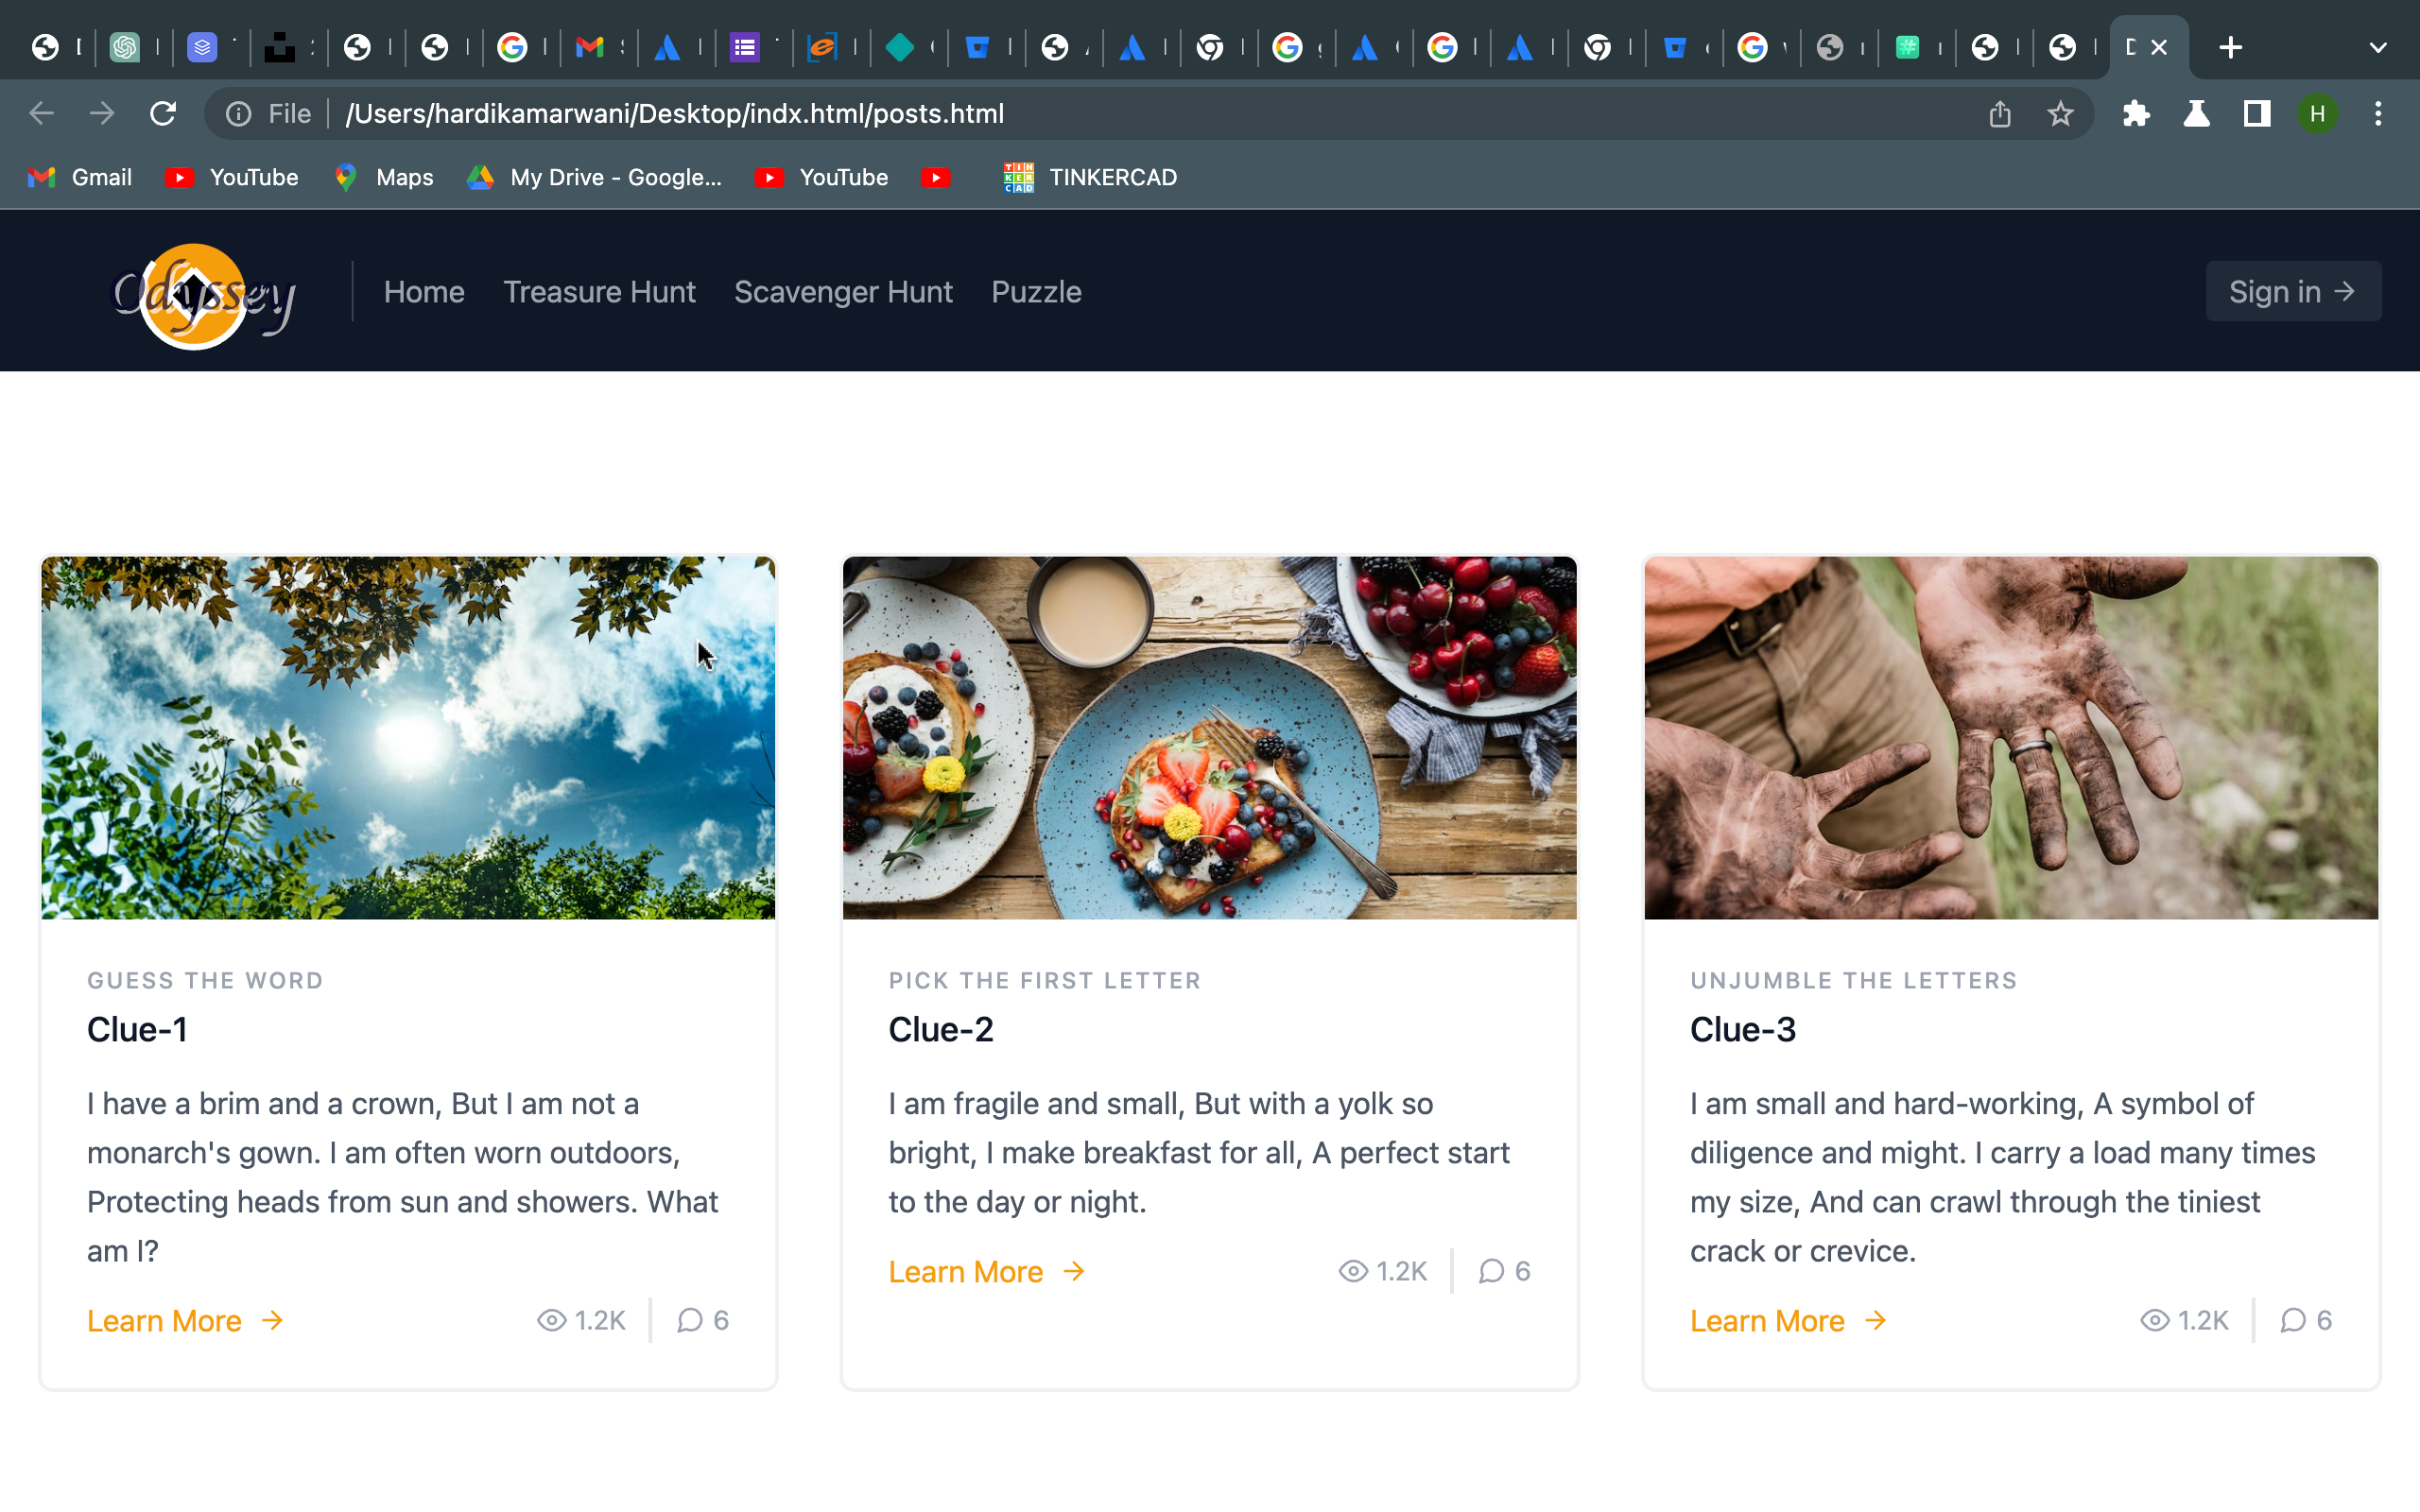 File /Users/hardikamarwani/Desktop/indx.html/posts.html
H
Gmail YouTube Maps My Drive - Google... YouTube TINKERCAD
Odyssey Home Treasure Hunt Scavenger Hunt Puzzle Sign in →
GUESS THE WORD
Clue-1
I have a brim and a crown, But I am not a
monarch's gown. I am often worn outdoors,
Protecting heads from sun and showers. What
am I?
Learn More → 1.2K 6
PICK THE FIRST LETTER
Clue-2
I am fragile and small, But with a yolk so
bright, I make breakfast for all, A perfect start
to the day or night.
Learn More → 1.2K 6
UNJUMBLE THE LETTERS
Clue-3
I am small and hard-working, A symbol of
diligence and might. I carry a load many times
my size, And can crawl through the tiniest
crack or crevice.
Learn More → 1.2K 6